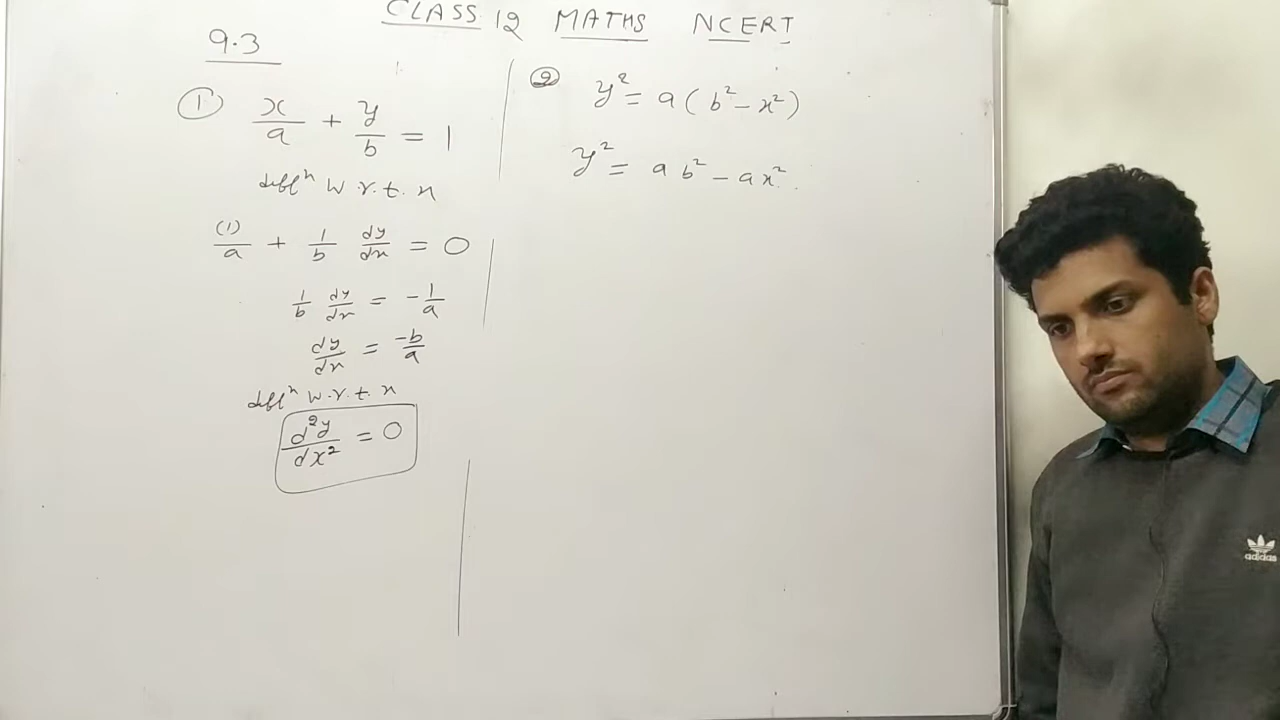 CLASS 12 MATHS NCERT
9.3
① x/a + y/b = 1
diffⁿ w.r.t. x
(1)/a + 1/b dy/dx = 0
1/b dy/dx = -1/a
dy/dx = -b/a
diffⁿ w.r.t. x
d²y/dx² = 0
② y² = a(b² - x²)
y² = ab² - ax².
adidas